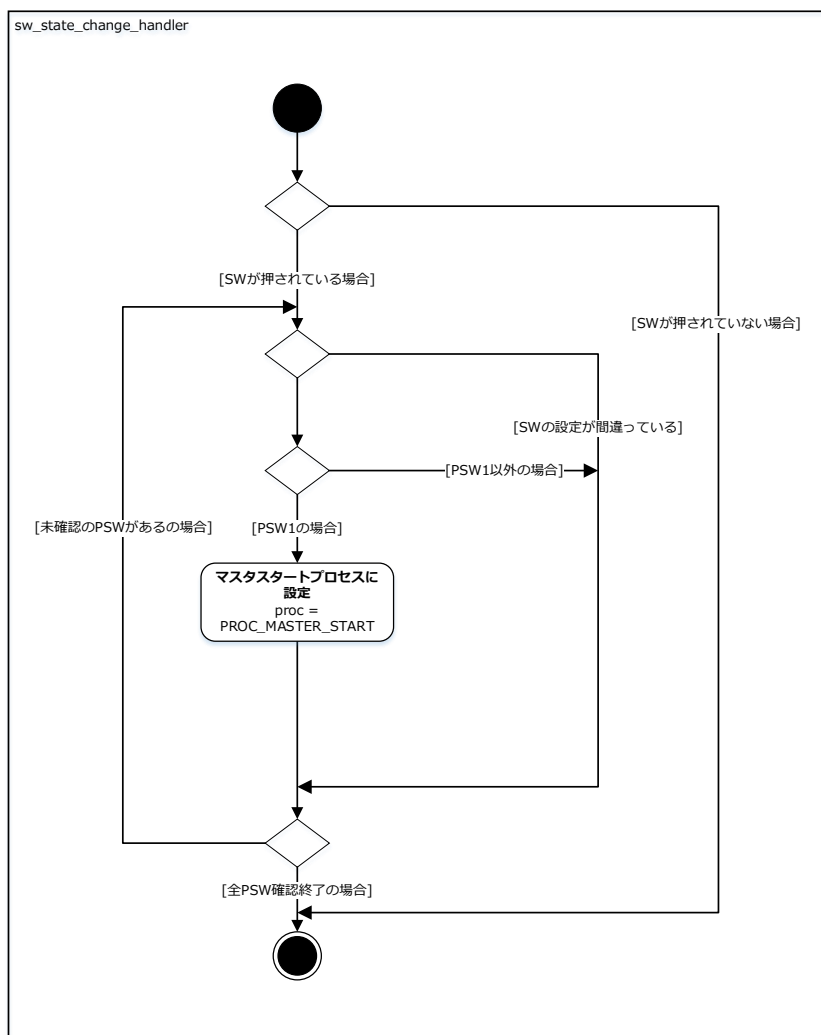 sw_state_change_handler
[SWが押されている場合]
[SWが押されていない場合]
[SWの設定が間違っている]
[PSW1以外の場合]
[未確認のPSWがあるの場合]
[PSW1の場合]
マスタスタートプロセスに
設定
proc =
PROC_MASTER_START
[全PSW確認終了の場合]